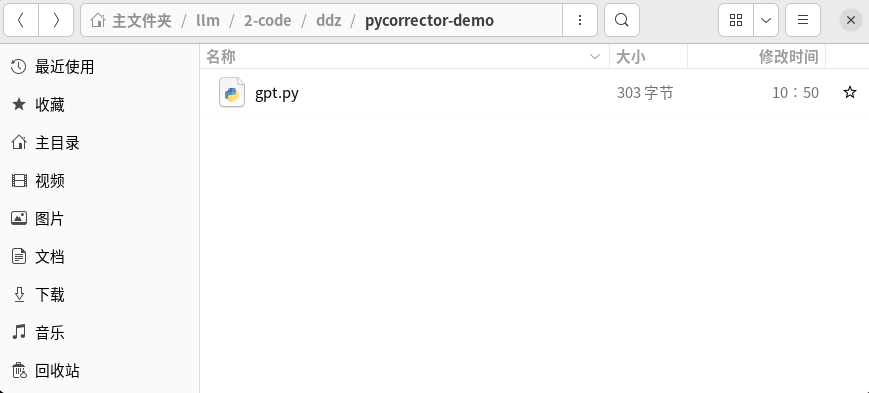 主文件夹 / llm / 2-code / ddz / pycorrector-demo
名称 大小 修改时间
最近使用
gpt.py 303 字节 10：50
收藏
主目录
视频
图片
文档
下载
音乐
回收站